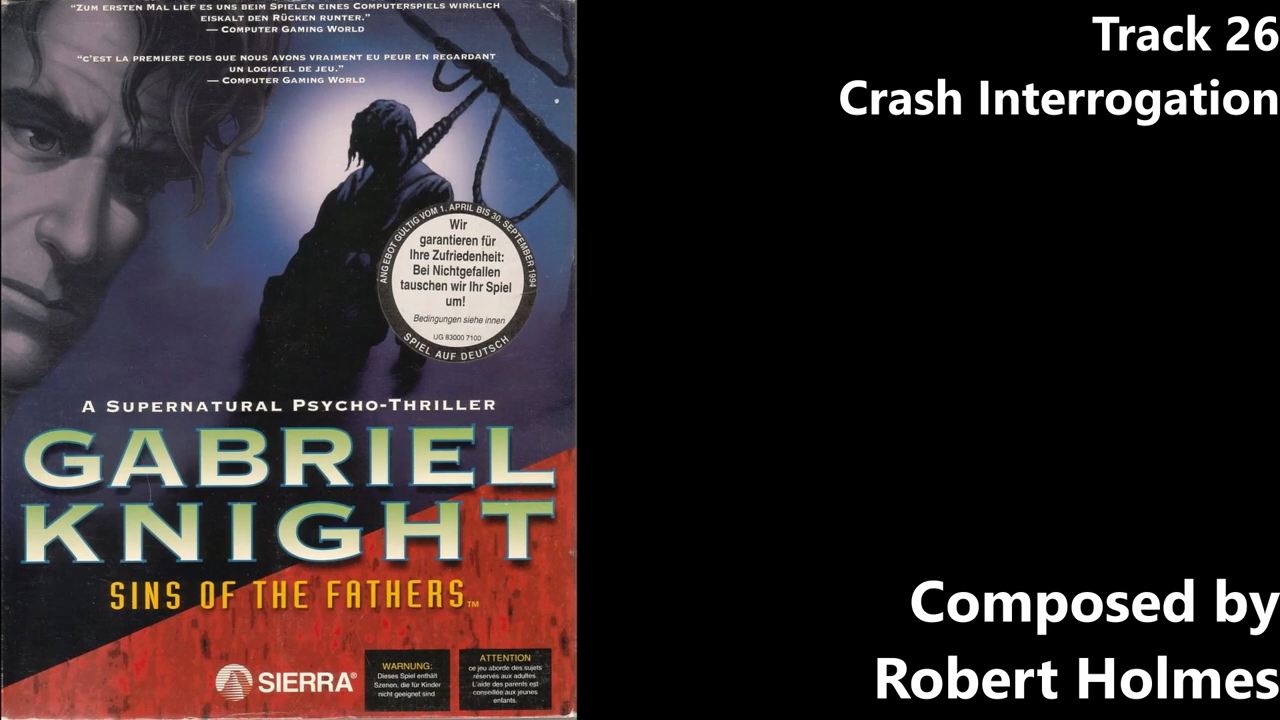 “Zum ersten Mal lief es uns beim Spielen eines Computerspiels wirklich
eiskalt den Rücken runter.”
— Computer Gaming World
“c'est la premiere fois que nous avons vraiment eu peur en regardant
un logiciel de jeu.”
— Computer Gaming World
ANGEBOT GÜLTIG VOM 1. APRIL BIS 30. SEPTEMBER 1994
Wir
garantieren für
Ihre Zufriedenheit:
Bei Nichtgefallen
tauschen wir Ihr Spiel
um!
Bedingungen siehe innen
UG 83000 7100
SPIEL AUF DEUTSCH
A Supernatural Psycho-Thriller
GABRIEL
KNIGHT
SINS OF THE FATHERS™
SIERRA®
WARNUNG:
Dieses Spiel enthält
Szenen, die für Kinder
nicht geeignet sind
ATTENTION
ce jeu aborde des sujets
réservés aux adultes.
L'aide des parents est
conseillée aux jeunes
enfants.
Track 26
Crash Interrogation
Composed by
Robert Holmes